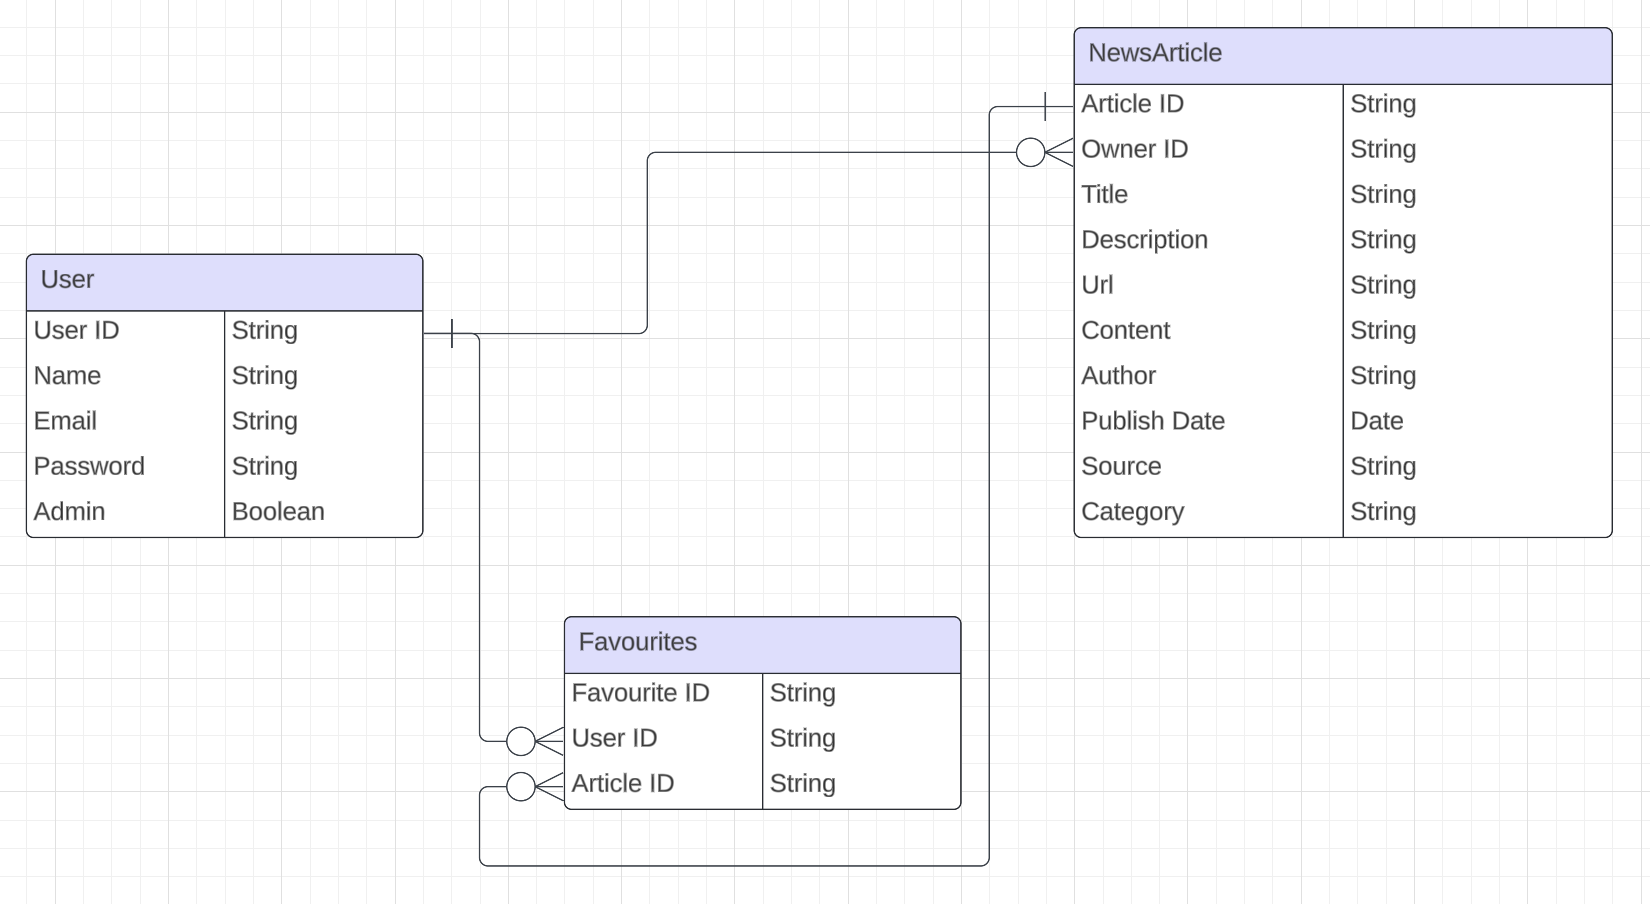 NewsArticle
Article ID String
Owner ID String
Title String
Description String
Url String
Content String
Author String
Publish Date Date
Source String
Category String
User
User ID String
Name String
Email String
Password String
Admin Boolean
Favourites
Favourite ID String
User ID String
Article ID String